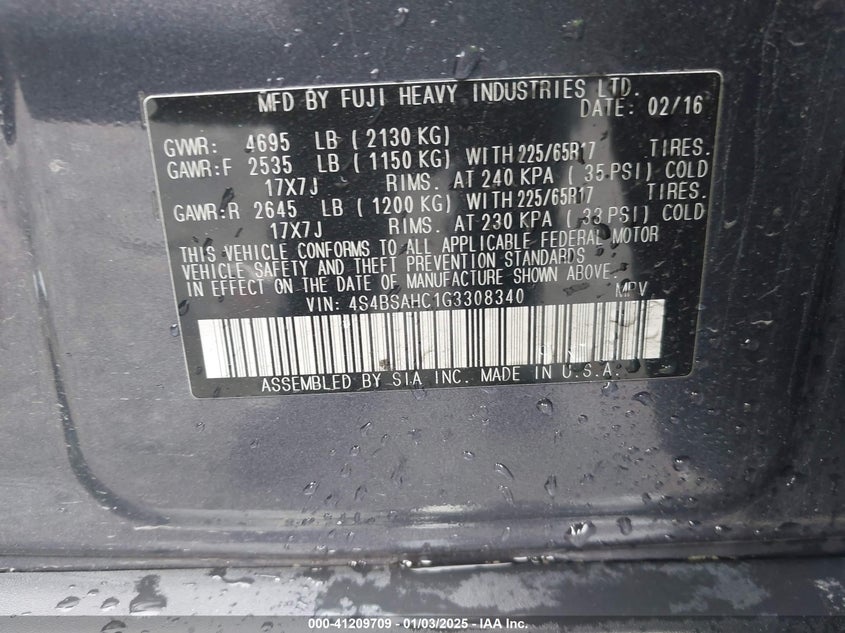 MFD BY FUJI HEAVY INDUSTRIES LTD.
DATE: 02/16
GVWR: 4695 LB ( 2130 KG)
GAWR:F 2535 LB ( 1150 KG) WITH 225/65R17 TIRES.
17X7J RIMS. AT 240 KPA ( 35 PSI) COLD
GAWR:R 2645 LB ( 1200 KG) WITH 225/65R17 TIRES.
17X7J RIMS. AT 230 KPA ( 33 PSI) COLD
THIS VEHICLE CONFORMS TO ALL APPLICABLE FEDERAL MOTOR
VEHICLE SAFETY AND THEFT PREVENTION STANDARDS
IN EFFECT ON THE DATE OF MANUFACTURE SHOWN ABOVE.
VIN: 4S4BSAHC1G3308340 MPV
ASSEMBLED BY SIA INC. MADE IN U.S.A.
000-41209709 - 01/03/2025 - IAA Inc.